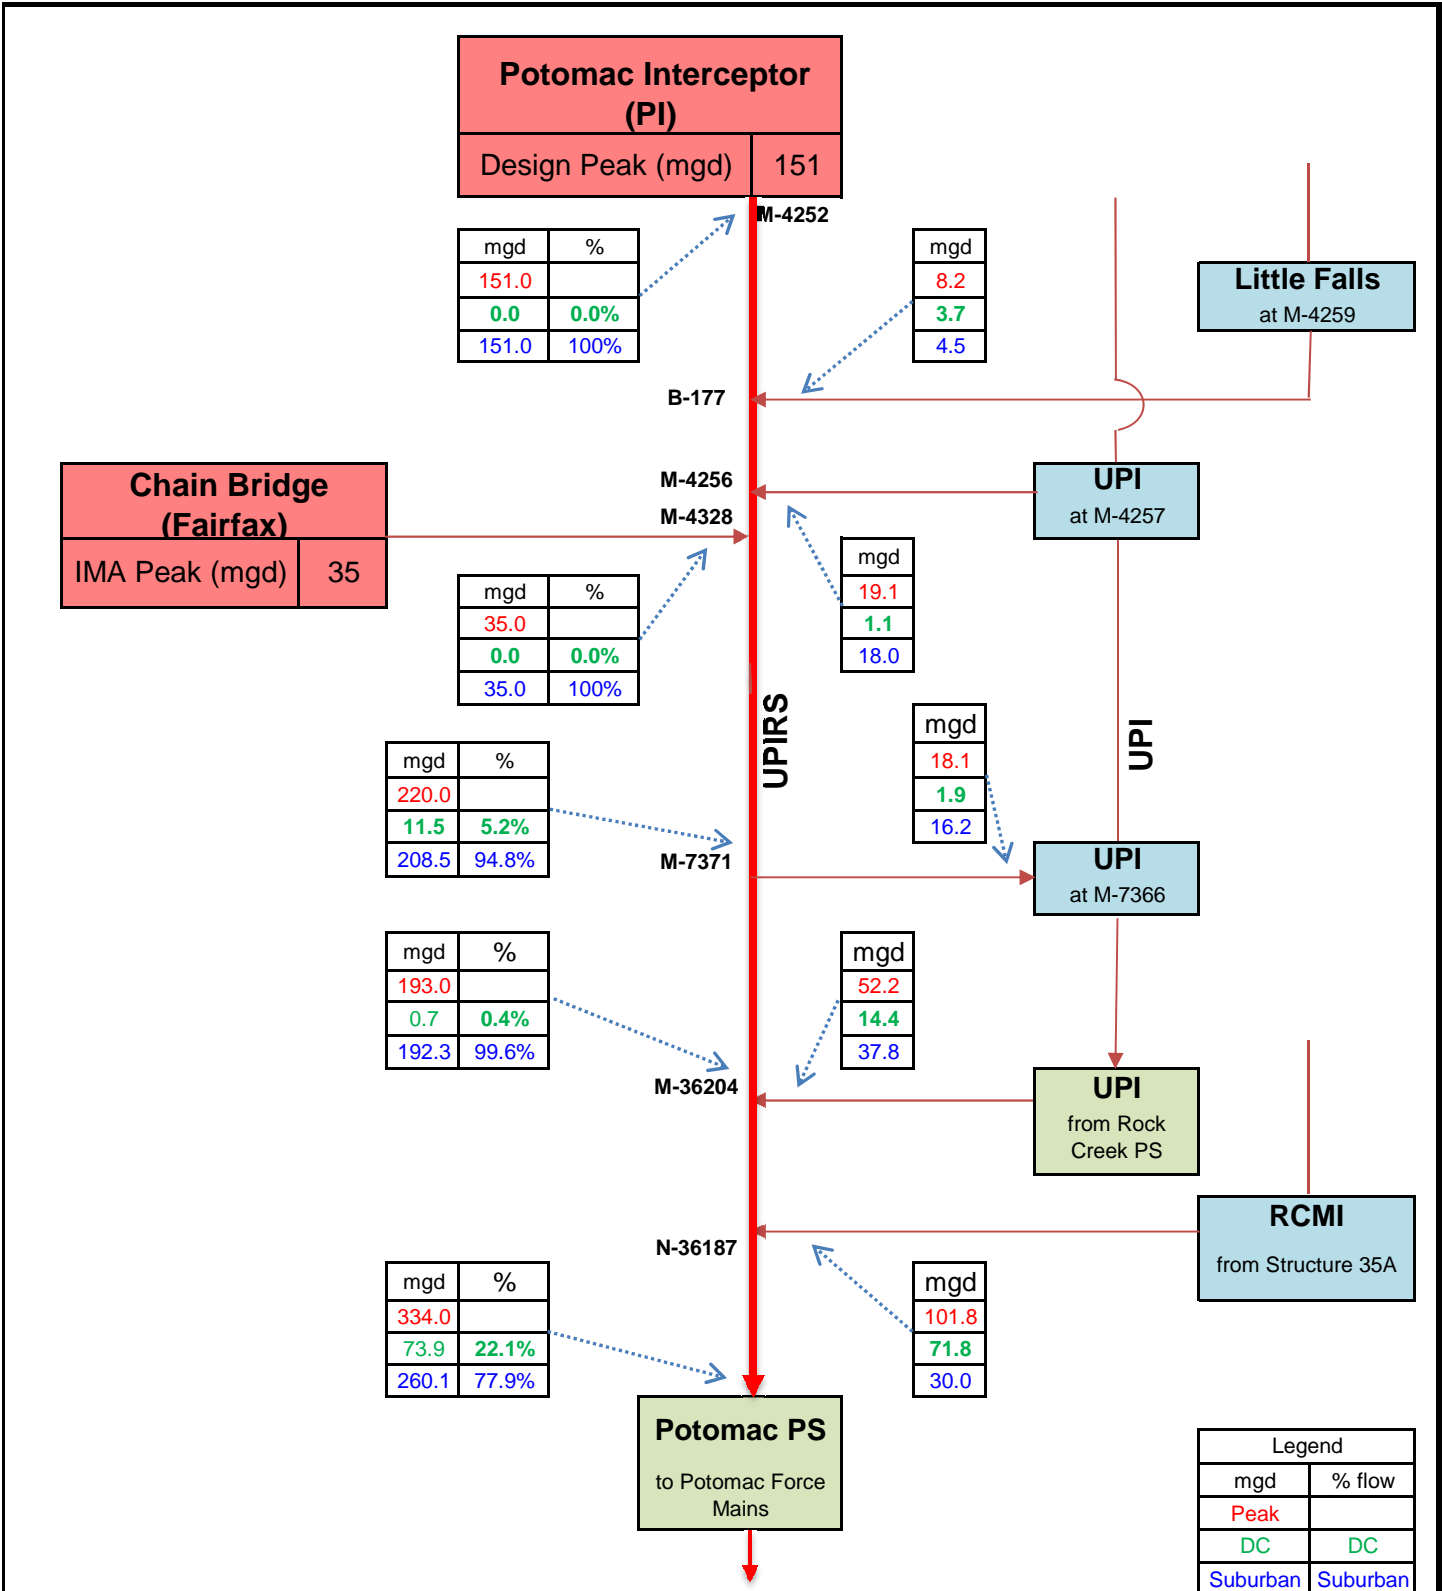 Potomac Interceptor
(PI)
Design Peak (mgd) 151
M-4252
mgd %
151.0
0.0 0.0%
151.0 100%
mgd
8.2
3.7
4.5
Little Falls
at M-4259
B-177
Chain Bridge
(Fairfax)
IMA Peak (mgd) 35
M-4256
M-4328
UPI
at M-4257
mgd %
35.0
0.0 0.0%
35.0 100%
mgd
19.1
1.1
18.0
UPIRS
UPI
mgd %
220.0
11.5 5.2%
208.5 94.8%
mgd
18.1
1.9
16.2
M-7371
UPI
at M-7366
mgd %
193.0
0.7 0.4%
192.3 99.6%
mgd
52.2
14.4
37.8
M-36204
UPI
from Rock
Creek PS
N-36187
RCMI
from Structure 35A
mgd %
334.0
73.9 22.1%
260.1 77.9%
mgd
101.8
71.8
30.0
Potomac PS
to Potomac Force
Mains
Legend
mgd % flow
Peak
DC DC
Suburban Suburban